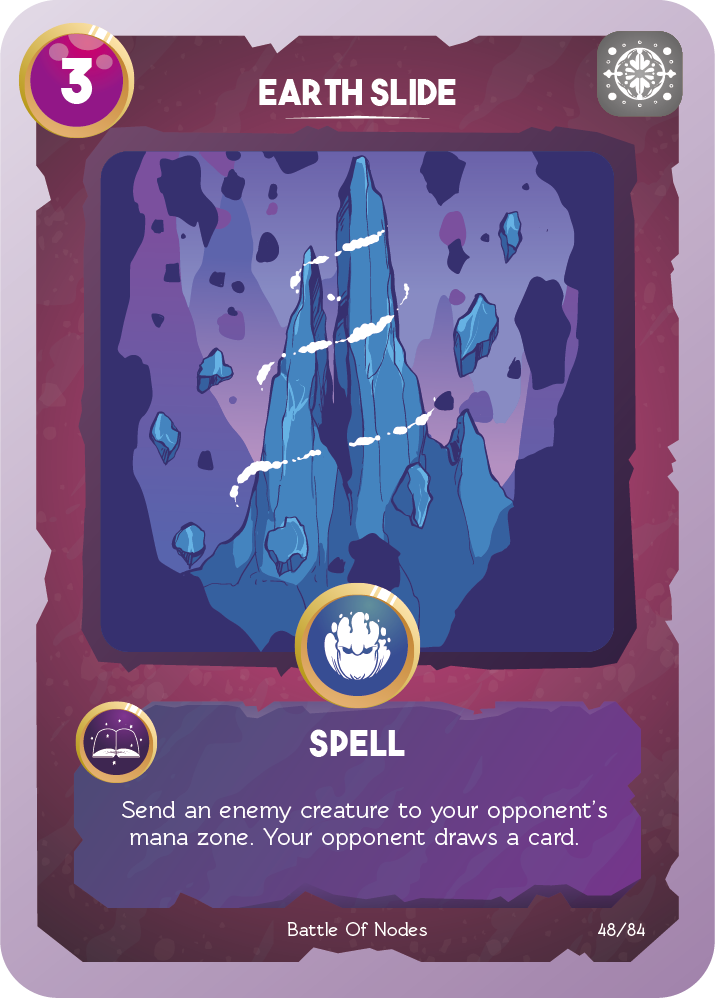 3
EARTH SLIDE
SPELL
Send an enemy creature to your opponent's
mana zone. Your opponent draws a card.
Battle Of Nodes
48/84